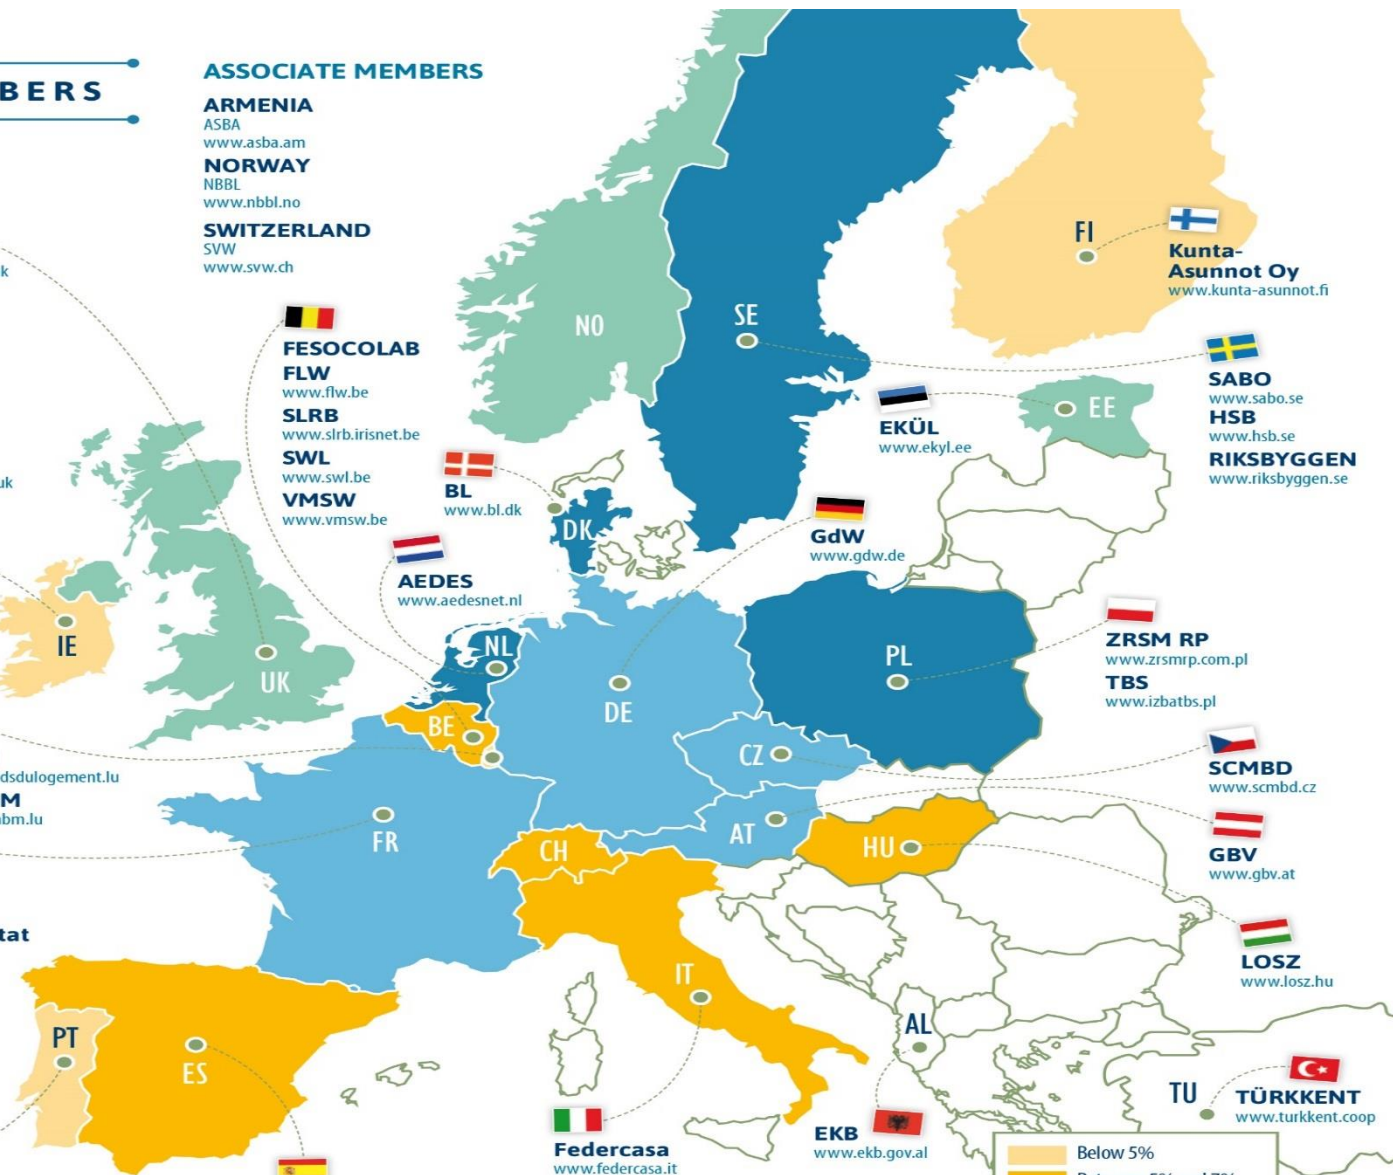 BERS
ASSOCIATE MEMBERS
ARMENIA
ASBA
www.asba.am
NORWAY
NBBL
www.nbbl.no
SWITZERLAND
SVW
www.svw.ch
k
FI
Kunta-
Asunnot Oy
www.kunta-asunnot.fi
NO
SE
FESOCOLAB
FLW
www.flw.be
SLRB
www.slrb.irisnet.be
SWL
www.swl.be
VMSW
www.vmsw.be
SABO
www.sabo.se
HSB
www.hsb.se
RIKSBYGGEN
www.riksbyggen.se
EKÜL
www.ekyl.ee
EE
uk
BL
www.bl.dk
DK
GdW
www.gdw.de
AEDES
www.aedesnet.nl
IE
UK
NL
PL
ZRSM RP
www.zrsmrp.com.pl
TBS
www.izbatbs.pl
BE
DE
CZ
SCMBD
www.scmbd.cz
dsdulogement.lu
M
bm.lu
FR
CH
AT
HU
GBV
www.gbv.at
tat
LOSZ
www.losz.hu
IT
PT
ES
AL
TU
TÜRKKENT
www.turkkent.coop
EKB
www.ekb.gov.al
Federcasa
www.federcasa.it
Below 5%